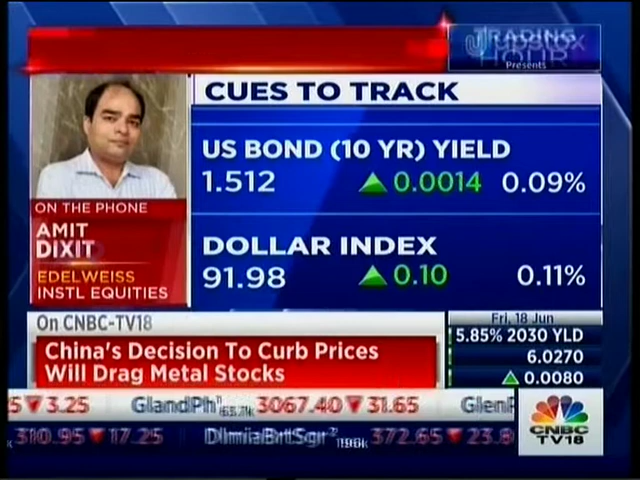 TRADING
HOUR
upstox
Presents
CUES TO TRACK
US BOND (10 YR) YIELD
1.512 0.0014 0.09%
ON THE PHONE
AMIT
DIXIT
EDELWEISS
INSTL EQUITIES
DOLLAR INDEX
91.98 0.10 0.11%
On CNBC-TV18
China's Decision To Curb Prices
Will Drag Metal Stocks
Fri, 18 Jun
5.85% 2030 YLD
6.0270
0.0080
3.25 GlandPh 3067.40 31.65
310.95 17.25 372.65
CNBC
TV18